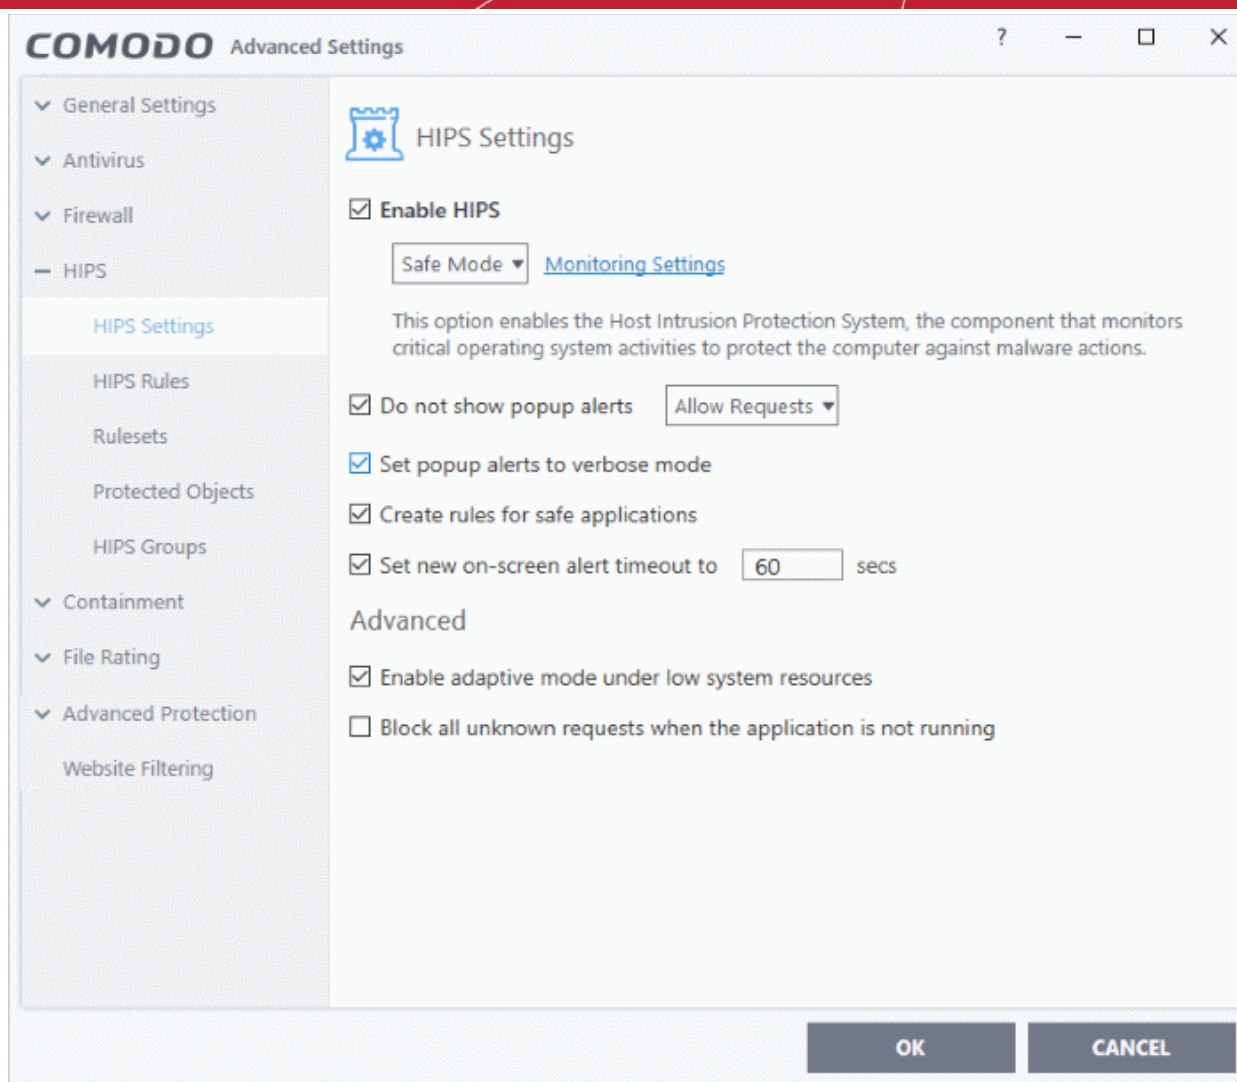 COMODO Advanced Settings ?
General Settings
Antivirus
Firewall
HIPS
HIPS Settings
HIPS Rules
Rulesets
Protected Objects
HIPS Groups
Containment
File Rating
Advanced Protection
Website Filtering
HIPS Settings
Enable HIPS
Safe Mode Monitoring Settings
This option enables the Host Intrusion Protection System, the component that monitors
critical operating system activities to protect the computer against malware actions.
Do not show popup alerts Allow Requests
Set popup alerts to verbose mode
Create rules for safe applications
Set new on-screen alert timeout to 60 secs
Advanced
Enable adaptive mode under low system resources
Block all unknown requests when the application is not running
OK CANCEL